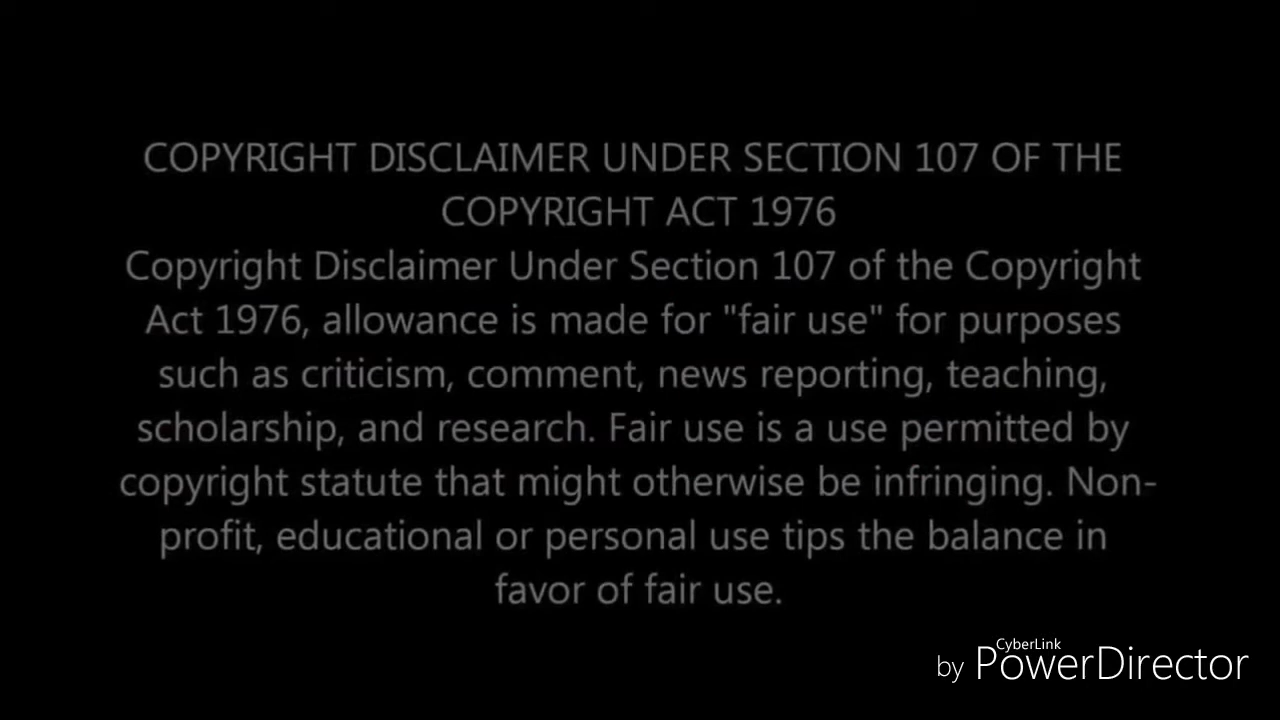 COPYRIGHT DISCLAIMER UNDER SECTION 107 OF THE
COPYRIGHT ACT 1976
Copyright Disclaimer Under Section 107 of the Copyright
Act 1976, allowance is made for "fair use" for purposes
such as criticism, comment, news reporting, teaching,
scholarship, and research. Fair use is a use permitted by
copyright statute that might otherwise be infringing. Non-
profit, educational or personal use tips the balance in
favor of fair use.
CyberLink
by PowerDirector